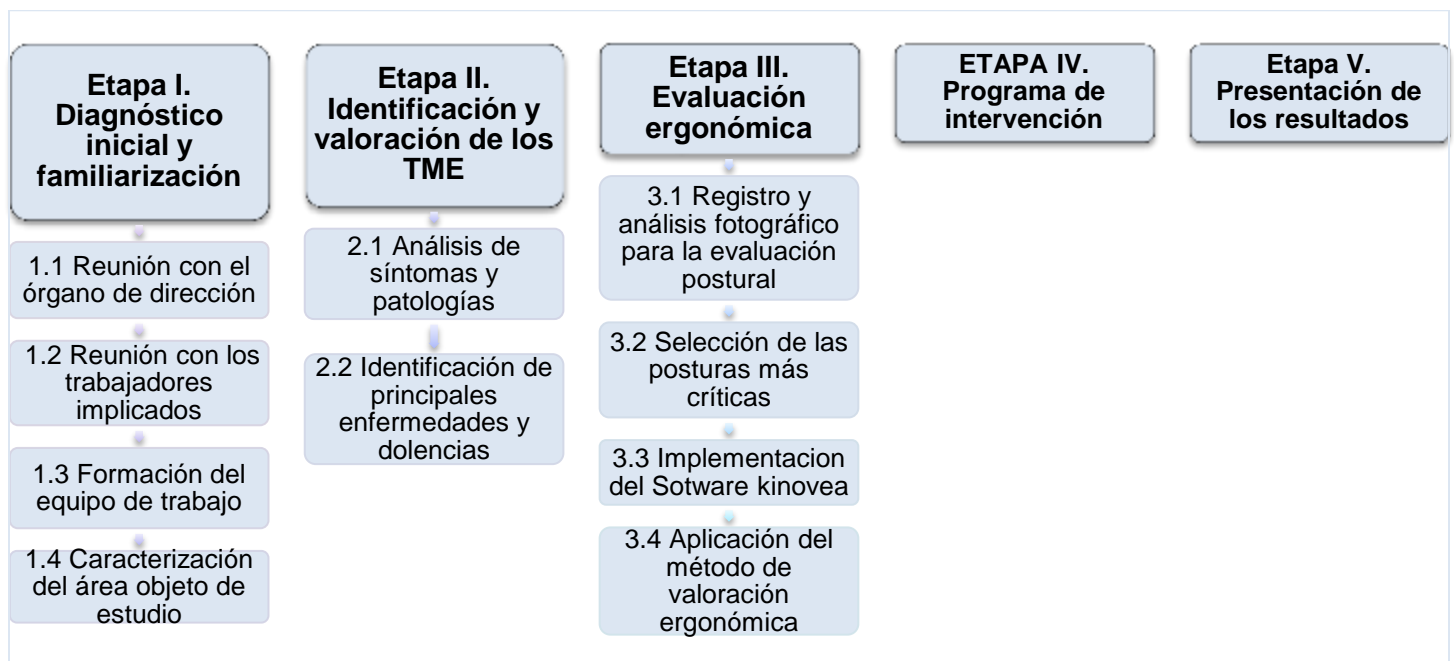 Etapa I.
Diagnóstico
inicial y
familiarización
1.1 Reunión con el
órgano de dirección
1.2 Reunión con los
trabajadores
implicados
1.3 Formación del
equipo de trabajo
1.4 Caracterización
del área objeto de
estudio
Etapa II.
Identificación y
valoración de los
TME
2.1 Análisis de
síntomas y
patologías
2.2 Identificación de
principales
enfermedades y
dolencias
Etapa III.
Evaluación
ergonómica
3.1 Registro y
análisis fotográfico
para la evaluación
postural
3.2 Selección de las
posturas más
críticas
3.3 Implementacion
del Sotware kinovea
3.4 Aplicación del
método de
valoración
ergonómica
ETAPA IV.
Programa de
intervención
Etapa V.
Presentación de
los resultados